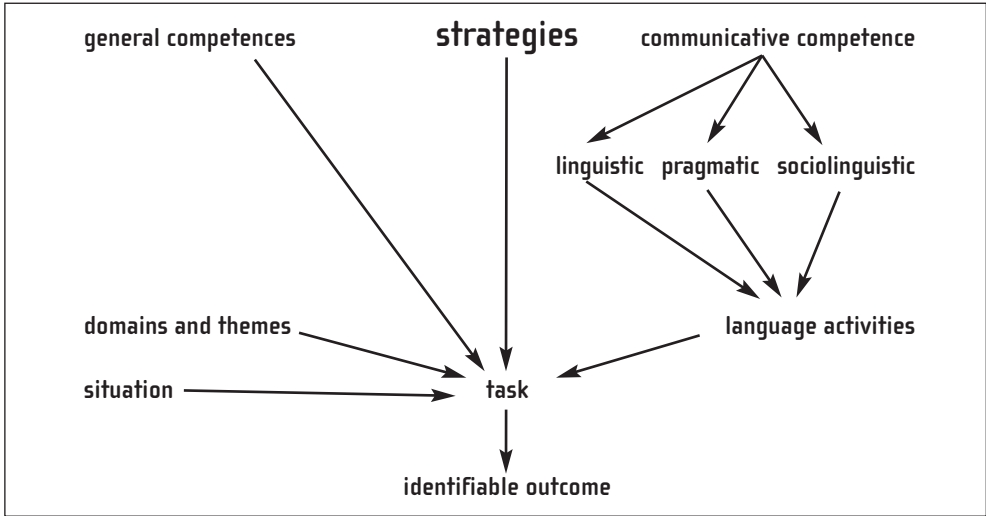 general competences
strategies
communicative competence
linguistic
pragmatic
sociolinguistic
domains and themes
language activities
situation
task
identifiable outcome